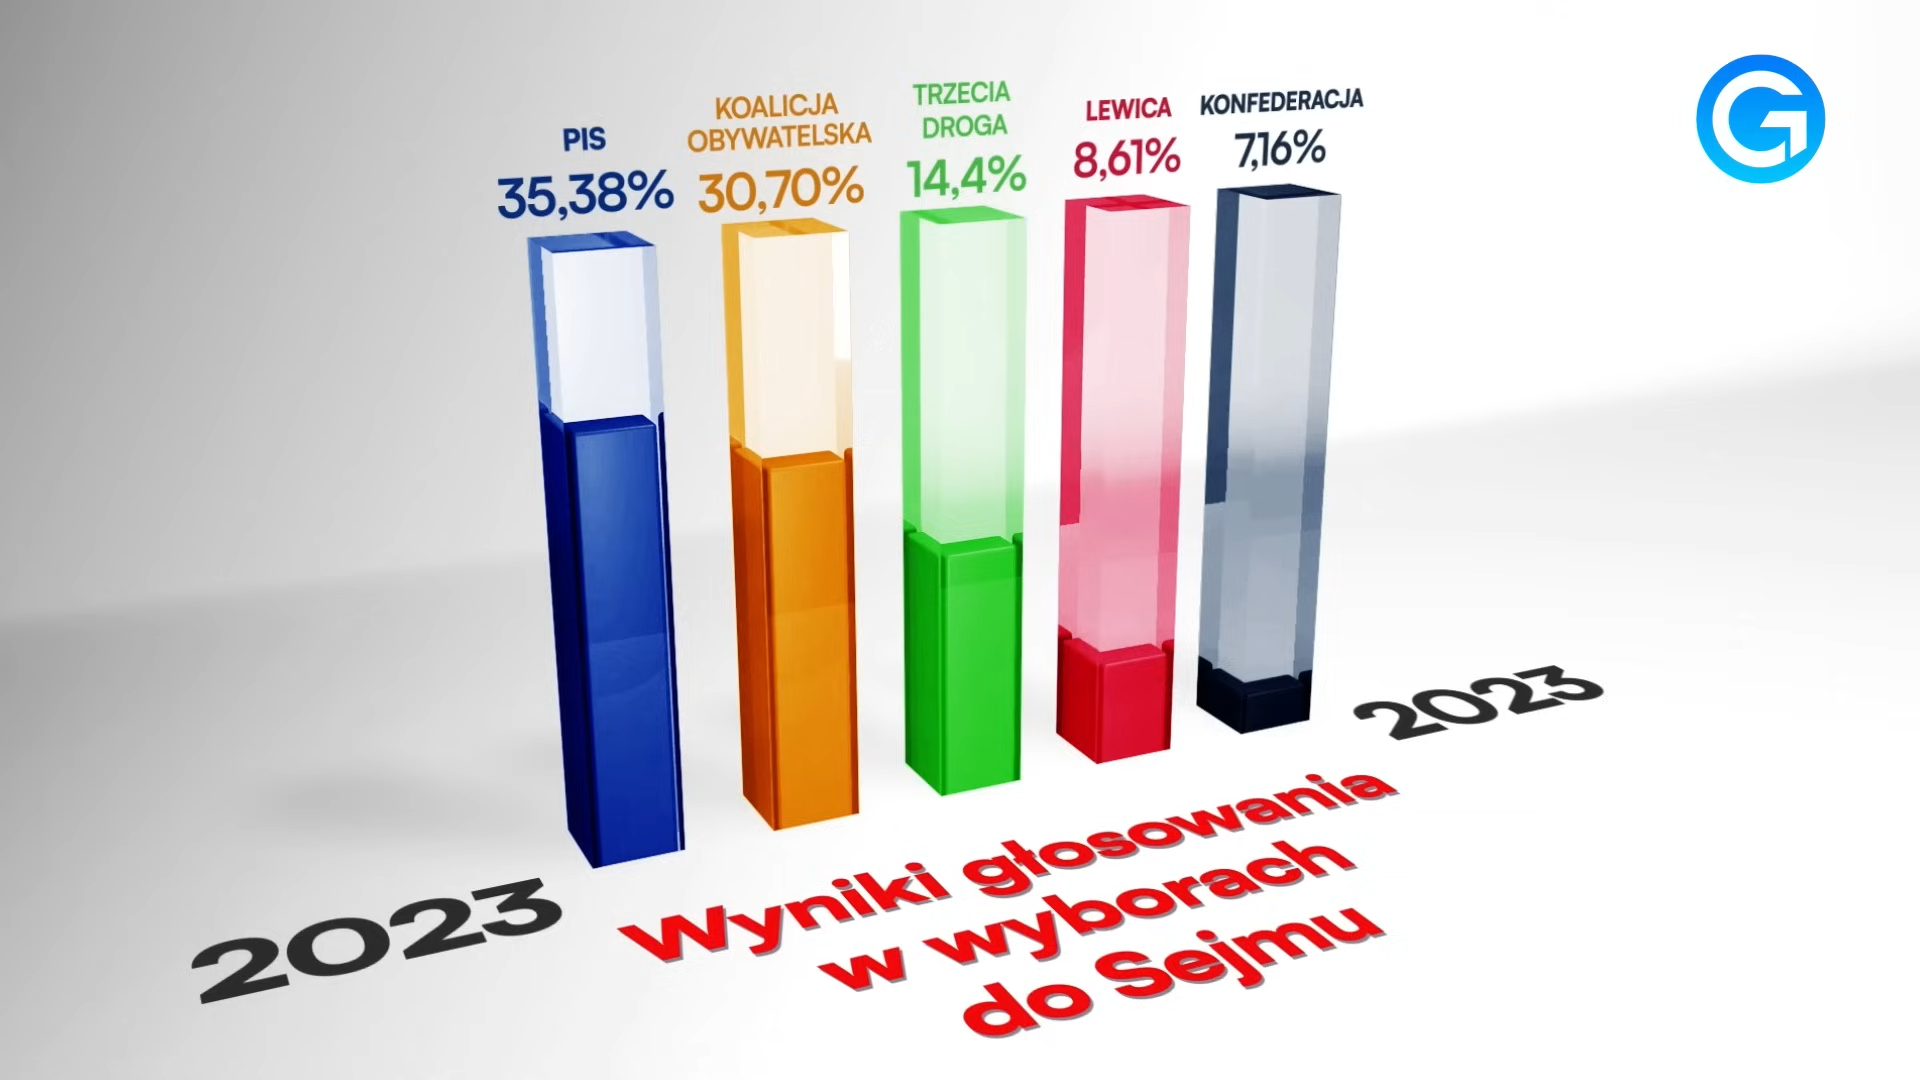 PIS
35,38%
KOALICJA
OBYWATELSKA
30,70%
TRZECIA
DROGA
14,4%
LEWICA
8,61%
KONFEDERACJA
7,16%
2023
2023
Wyniki głosowania
w wyborach
do Sejmu
G